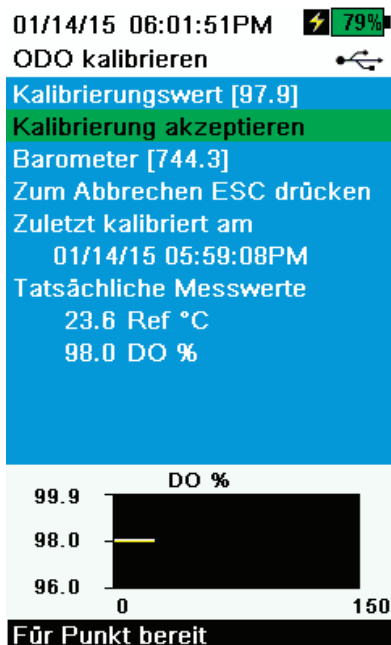 01/14/15 06:01:51PM 79%
ODO kalibrieren
Kalibrierungswert [97.9]
Kalibrierung akzeptieren
Barometer [744.3]
Zum Abbrechen ESC drücken
Zuletzt kalibriert am
01/14/15 05:59:08PM
Tatsächliche Messwerte
23.6 Ref °C
98.0 DO %
DO %
99.9
98.0
96.0
0 150
Für Punkt bereit